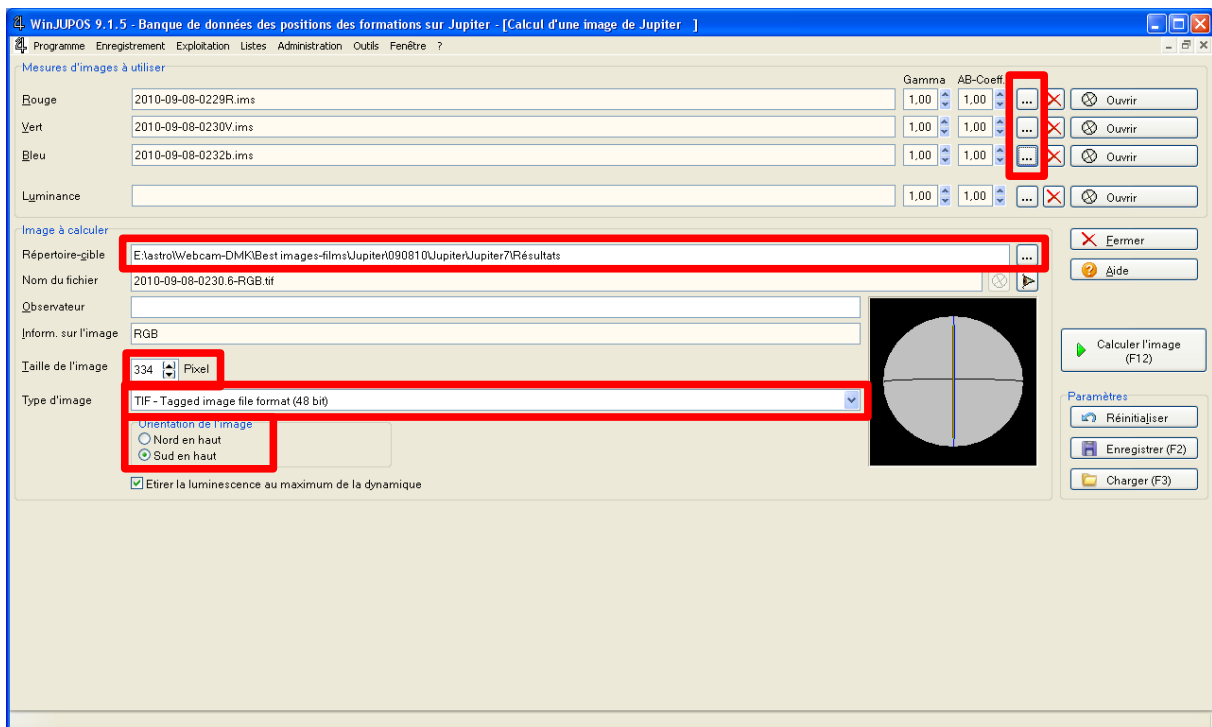 WinJUPOS 9.1.5 - Banque de données des positions des formations sur Jupiter - [Calcul d'une image de Jupiter ]
Programme Enregistrement Exploitation Listes Administration Outils Fenêtre ?
Mesures d'images à utiliser
Gamma AB-Coeff.
Rouge 2010-09-08-0229R.ims 1,00 1,00 ... Ouvrir
Vert 2010-09-08-0230V.ims 1,00 1,00 ... Ouvrir
Bleu 2010-09-08-0232b.ims 1,00 1,00 ... Ouvrir
Luminance 1,00 1,00 ... Ouvrir
Image à calculer
Répertoire-cible E:\astro\Webcam-DMK\Best images-films\Jupiter\090810\Jupiter\Jupiter7\Résultats ...
Fermer
Nom du fichier 2010-09-08-0230.6-RGB.tif
Aide
Observateur
Inform. sur l'image RGB
Taille de l'image 334 Pixel
Calculer l'image
(F12)
Type d'image TIF - Tagged image file format (48 bit)
Orientation de l'image
Nord en haut
Sud en haut
Etirer la luminescence au maximum de la dynamique
Paramètres
Réinitialiser
Enregistrer (F2)
Charger (F3)